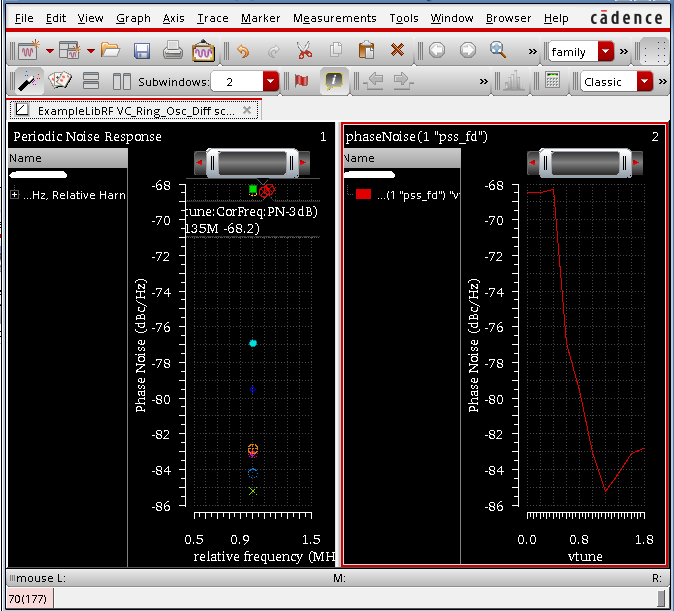 File Edit View Graph Axis Trace Marker Measurements Tools Window Browser Help cādence
» family »
Subwindows: 2 » Classic »
ExampleLibRF VC_Ring_Osc_Diff sc...
Periodic Noise Response 1
Name
...Hz, Relative Harn
-68
-70
-72
-74
-76
-78
-80
-82
-84
-86
Phase Noise (dBc/Hz)
tune:CorFreq:PN-3dB)
135M -68.2)
0.5 0.9 1.5
relative frequency (MH
phaseNoise(1 "pss_fd") 2
Name
...(1 "pss_fd") "v
-68
-70
-72
-74
-76
-78
-80
-82
-84
-86
Phase Noise (dBc/Hz)
0.0 0.8 1.8
vtune
mouse L: M: R:
70(177)